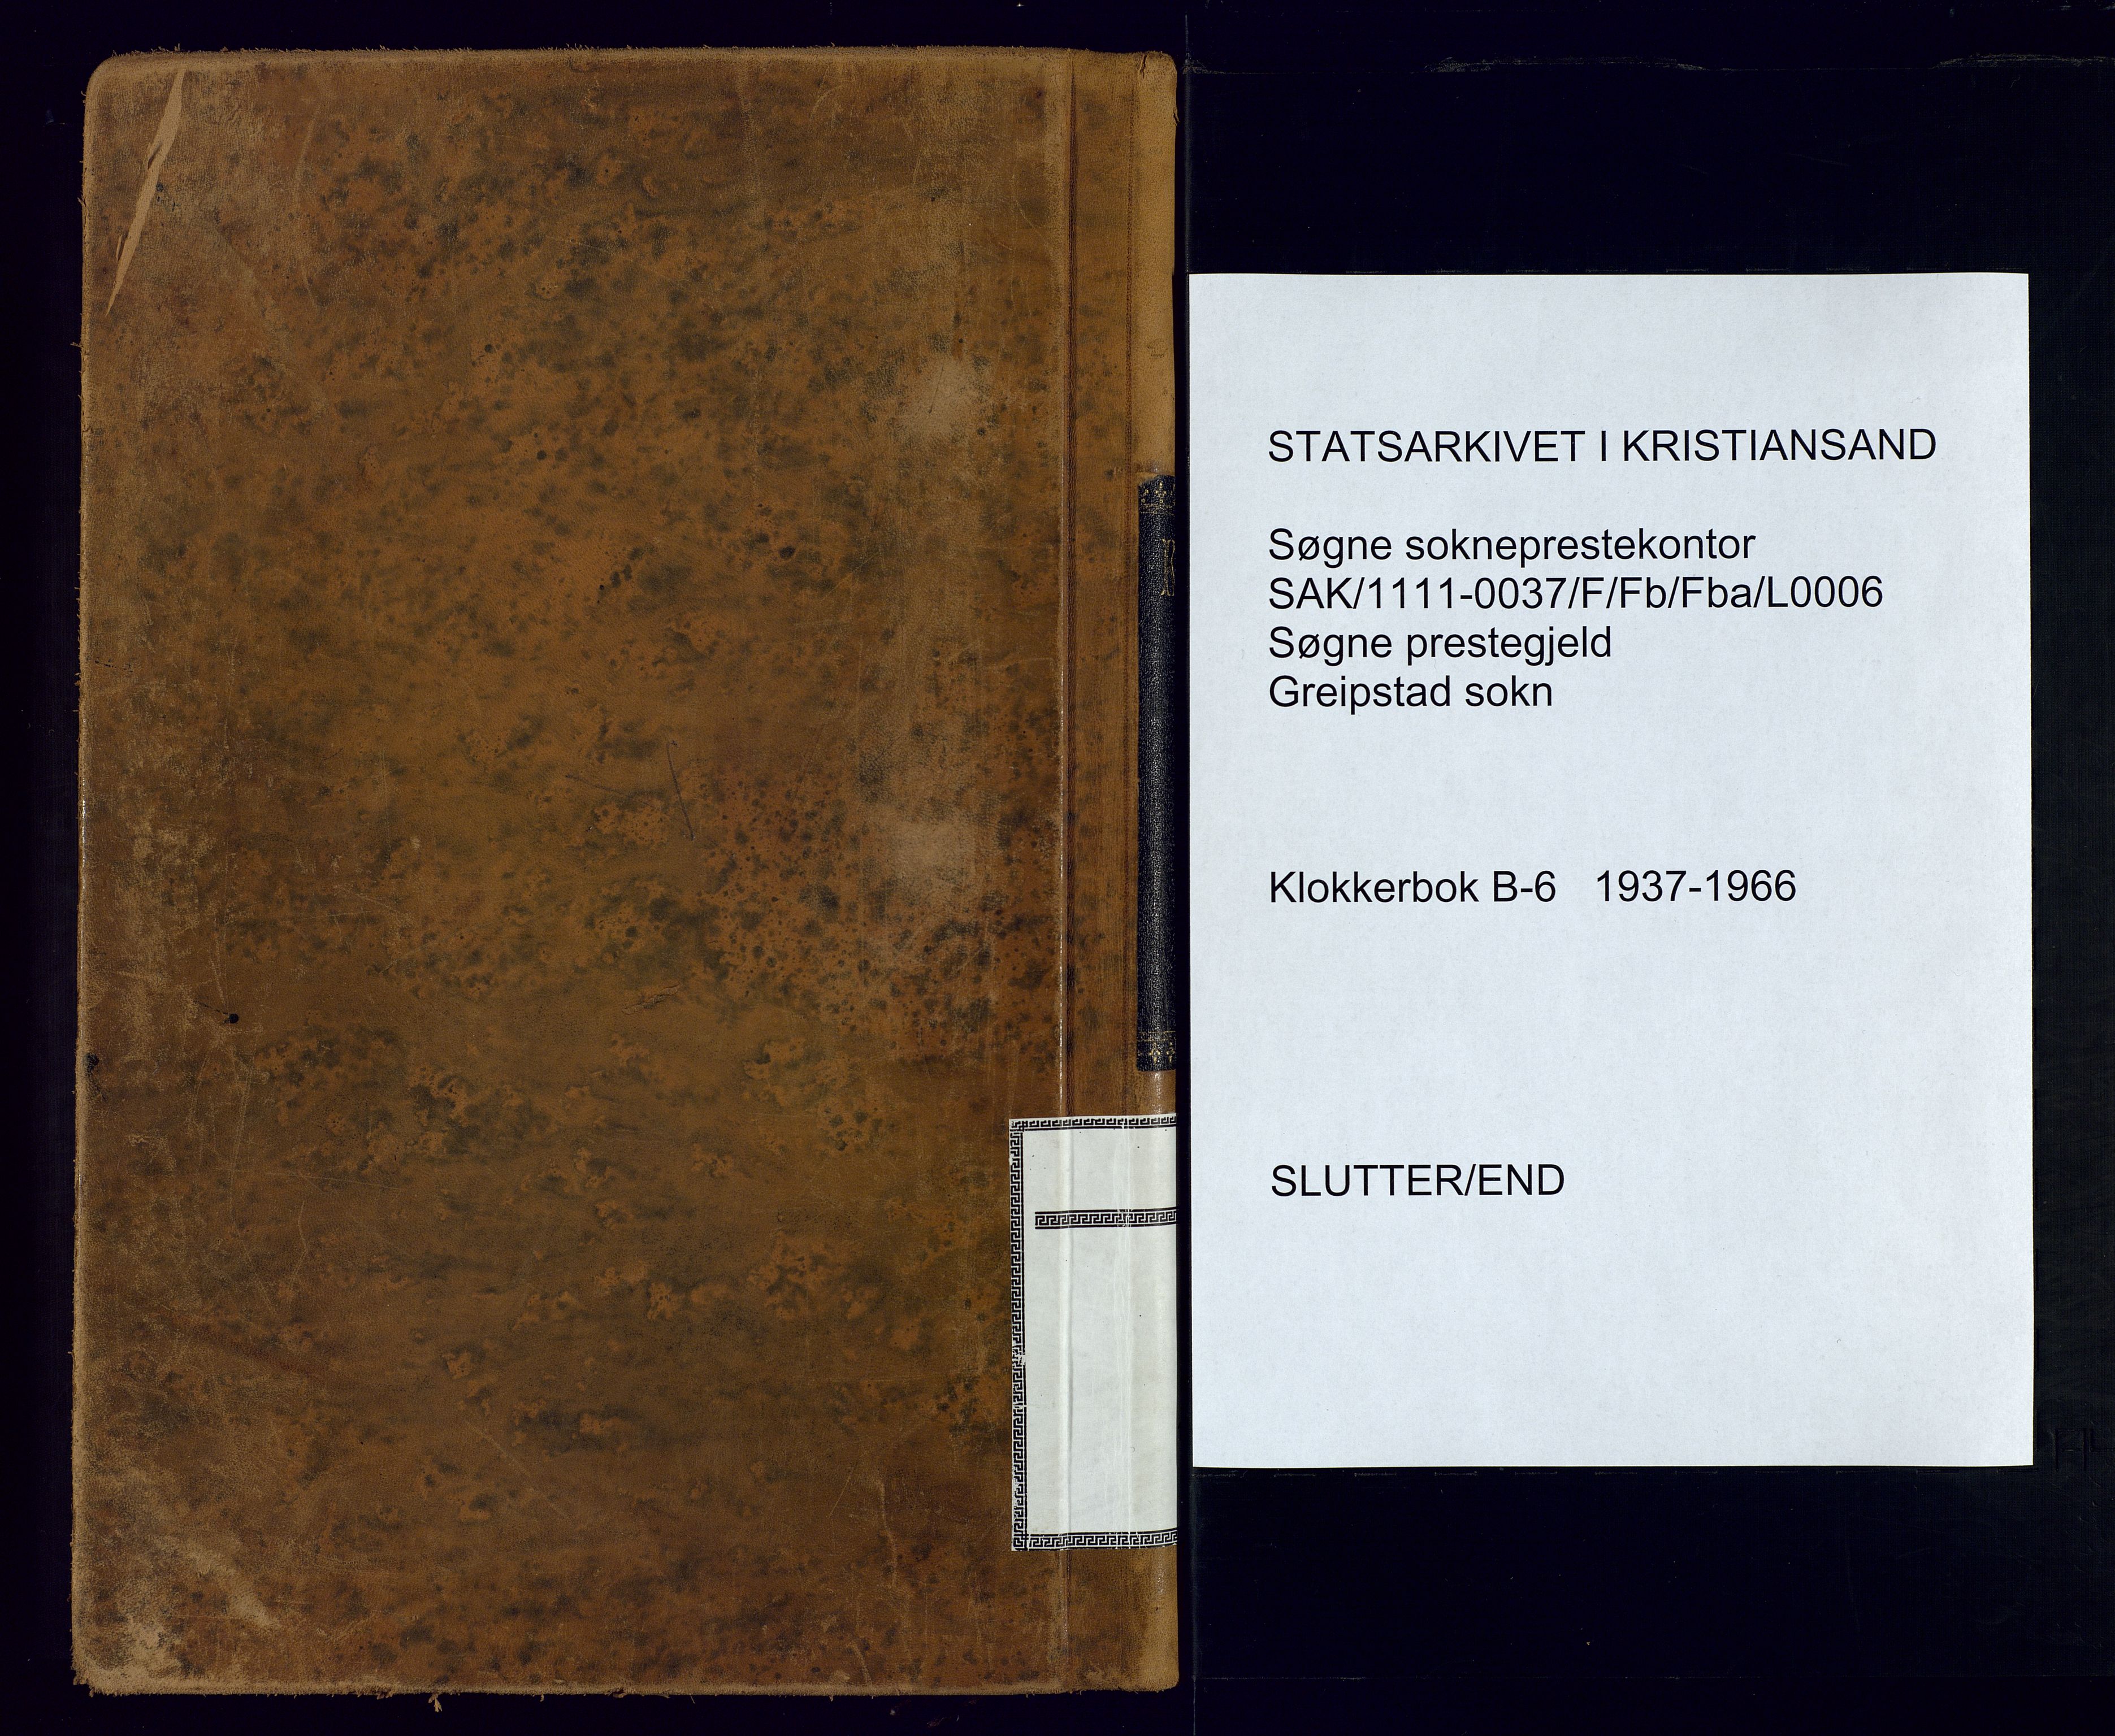 STATSARKIVET I KRISTIANSAND
Søgne sokneprestekontor
SAK/1111-0037/F/Fb/Fba/L0006
Søgne prestegjeld
Greipstad sokn
Klokkerbok B-6 1937-1966
SLUTTER/END